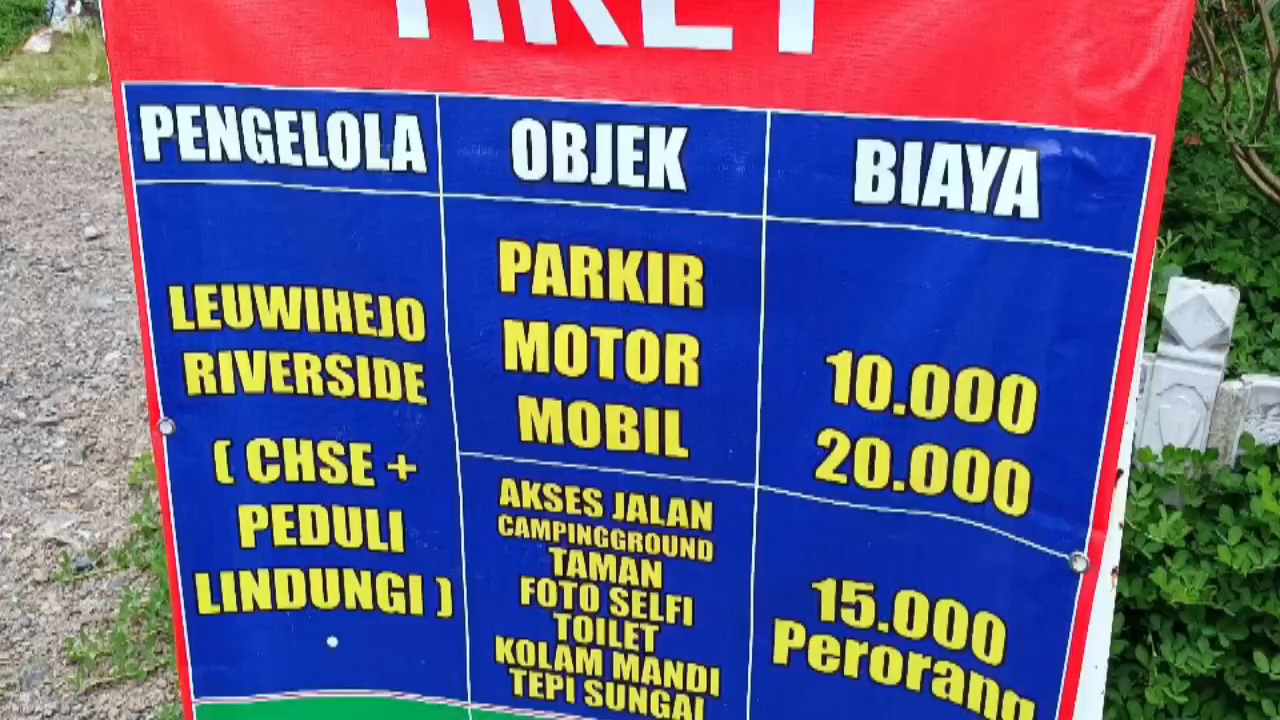 TIKET
PENGELOLA
OBJEK
BIAYA
LEUWIHEJO
RIVERSIDE
( CHSE +
PEDULI
LINDUNGI )
PARKIR
MOTOR
MOBIL
10.000
20.000
AKSES JALAN
CAMPINGGROUND
TAMAN
FOTO SELFI
TOILET
KOLAM MANDI
TEPI SUNGAI
15.000
Perorang